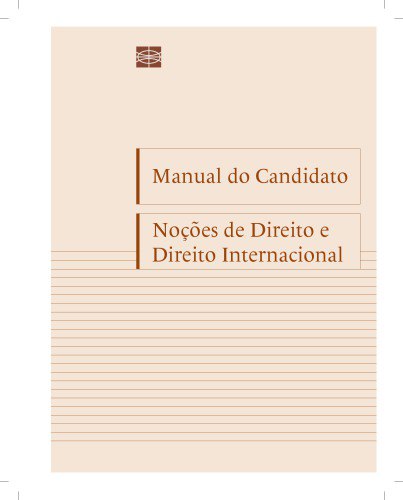 Manual do Candidato
Noções de Direito e
Direito Internacional